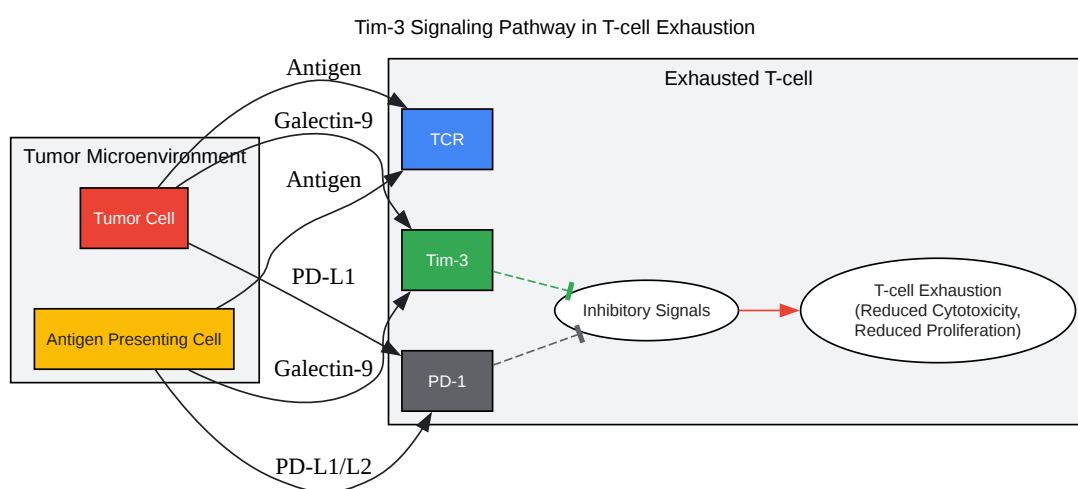 Tim-3 Signaling Pathway in T-cell Exhaustion
Antigen
Exhausted T-cell
Galectin-9
TCR
Tumor Microenvironment
Antigen
Tumor Cell
Tim-3
PD-L1
Inhibitory Signals
T-cell Exhaustion
(Reduced Cytotoxicity,
Reduced Proliferation)
Antigen Presenting Cell
Galectin-9
PD-1
PD-L1/L2